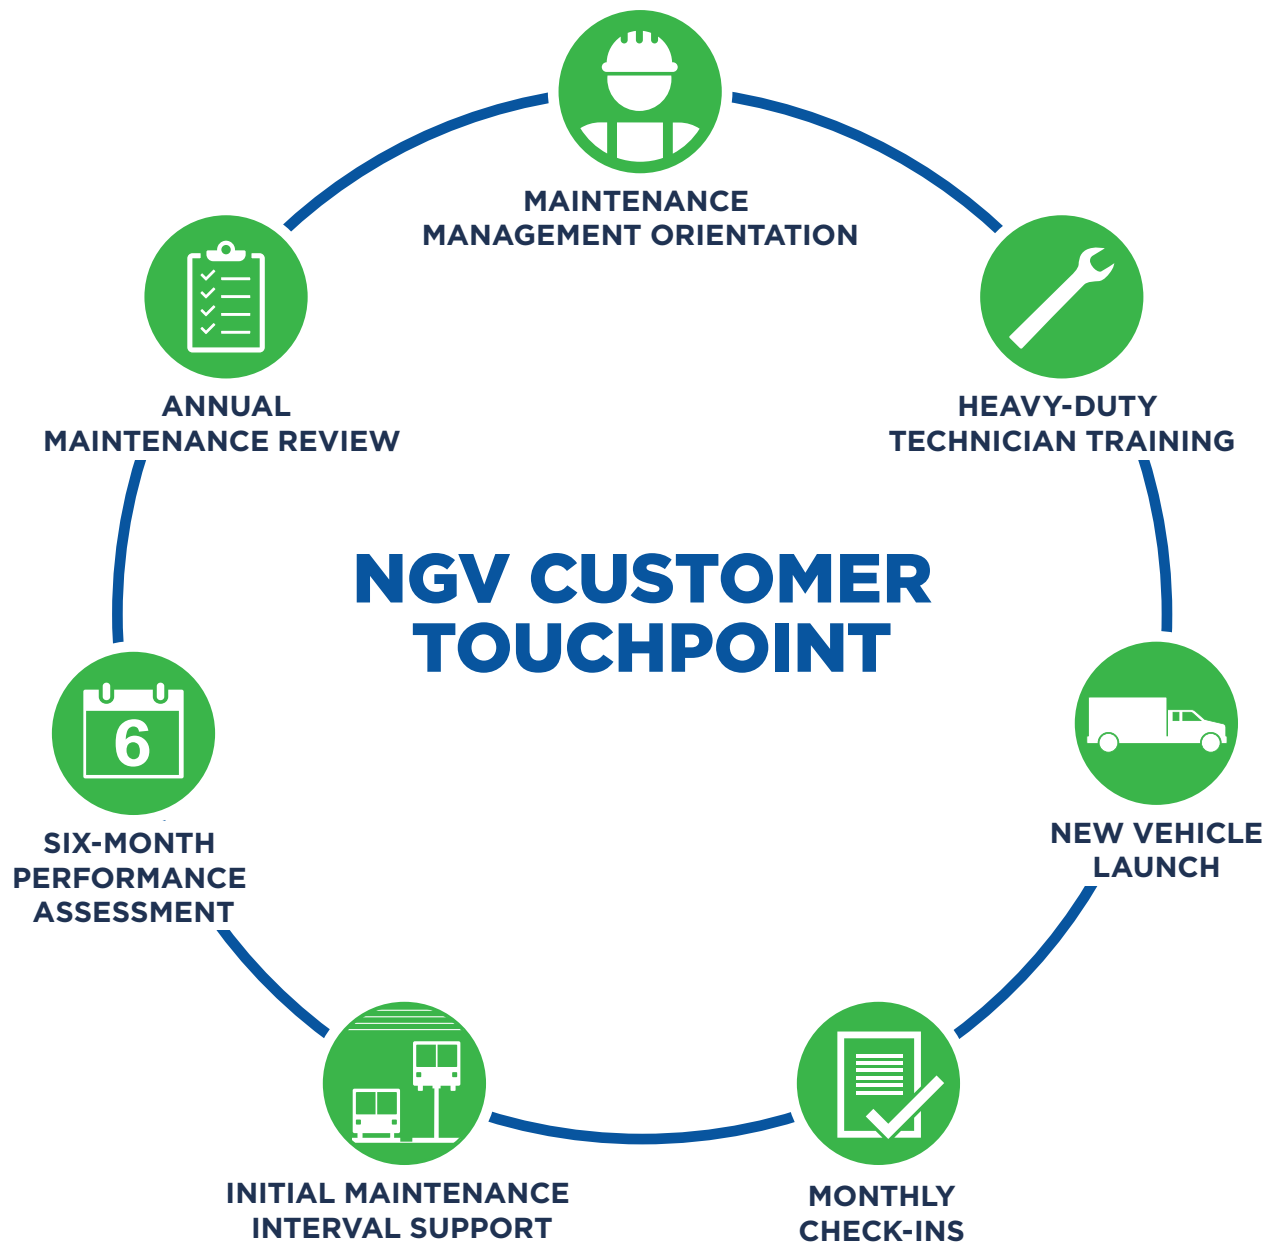 MAINTENANCE
MANAGEMENT ORIENTATION
HEAVY-DUTY
TECHNICIAN TRAINING
NEW VEHICLE
LAUNCH
MONTHLY
CHECK-INS
INITIAL MAINTENANCE
INTERVAL SUPPORT
6
SIX-MONTH
PERFORMANCE
ASSESSMENT
ANNUAL
MAINTENANCE REVIEW
NGV CUSTOMER
TOUCHPOINT